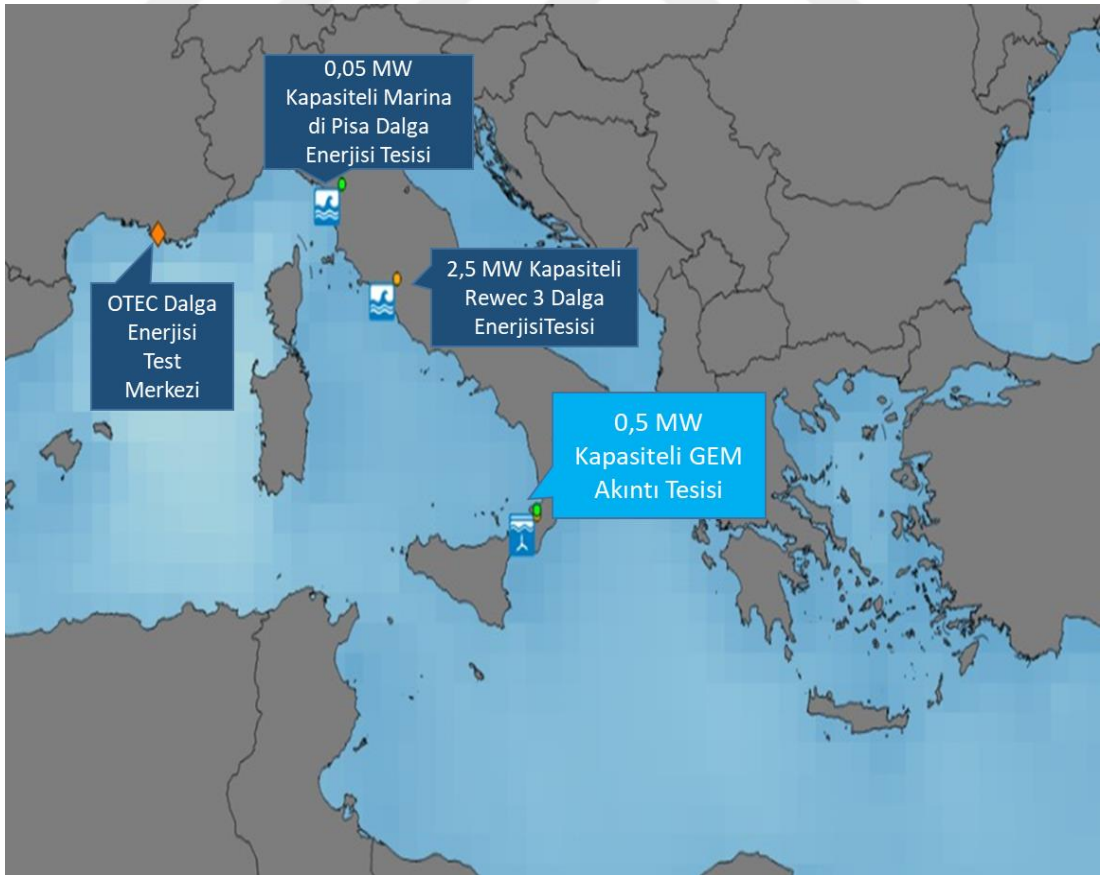 0,05 MW
Kapasiteli Marina
di Pisa Dalga
Enerjisi Tesisi
2,5 MW Kapasiteli
Rewec 3 Dalga
EnerjisiTesisi
OTEC Dalga
Enerjisi
Test
Merkezi
0,5 MW
Kapasiteli GEM
Akıntı Tesisi